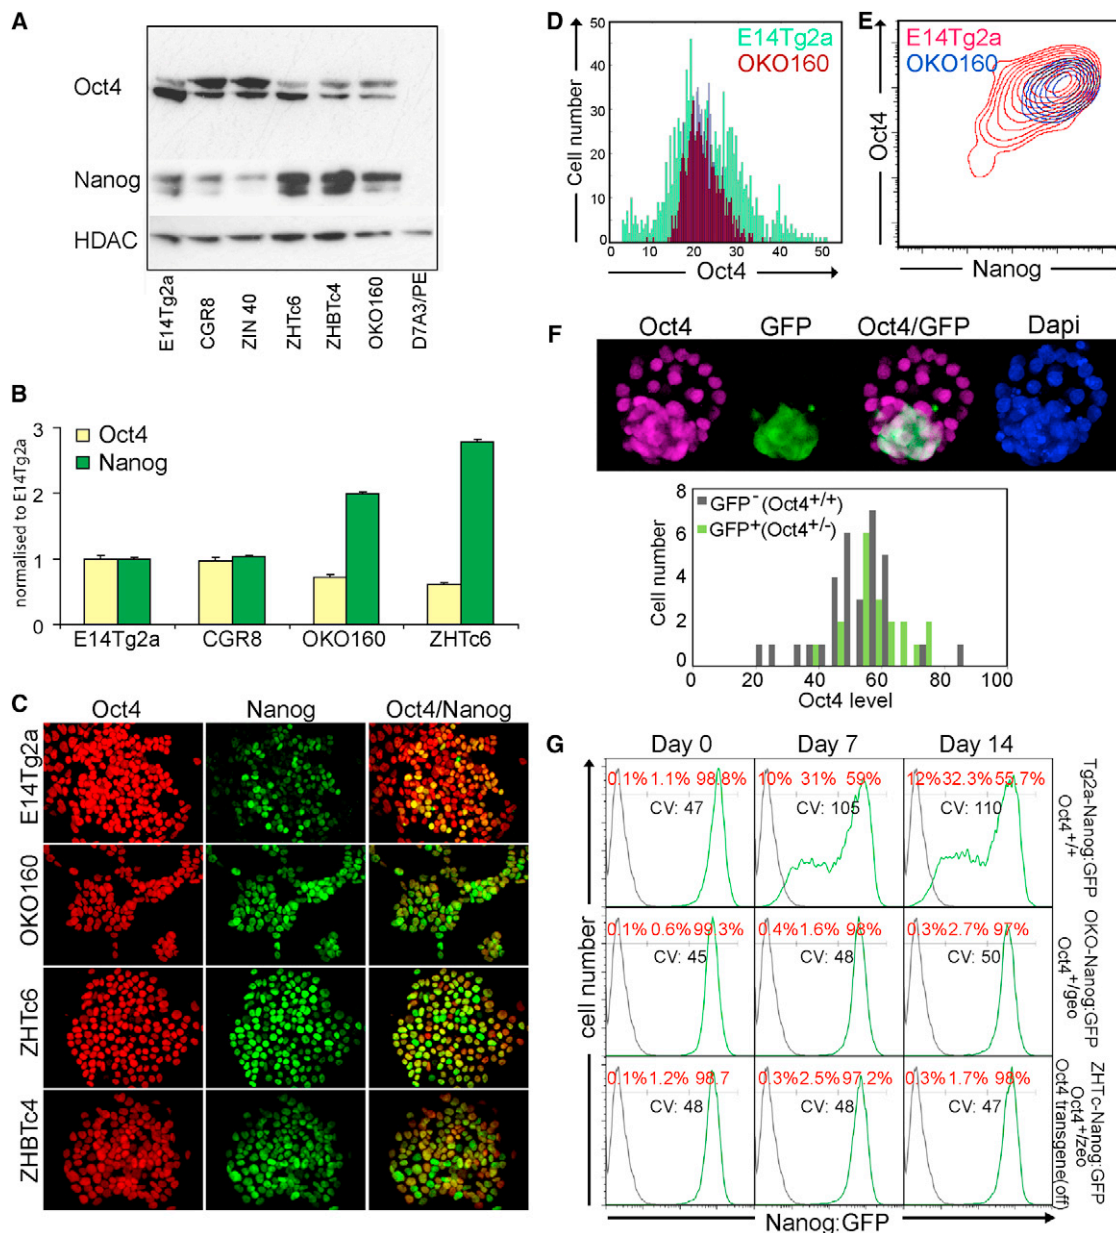 A
Oct4
Nanog
HDAC
E14Tg2a
CGR8
ZIN 40
ZHTc6
ZHBTc4
OKO160
D7A3/PE
B
normalised to E14Tg2a
3
2
1
0
Oct4
Nanog
E14Tg2a CGR8 OKO160 ZHTc6
C
Oct4 Nanog Oct4/Nanog
E14Tg2a
OKO160
ZHTc6
ZHBTc4
D
Cell number
50
40
30
20
10
0
E14Tg2a
OKO160
0 10 20 30 40 50
Oct4
E
E14Tg2a
OKO160
Oct4
Nanog
F
Oct4 GFP Oct4/GFP Dapi
Cell number
8
6
4
2
0
GFP- (Oct4+/+)
GFP+(Oct4+/-)
0 20 40 60 80 100
Oct4 level
G
Day 0 Day 7 Day 14
cell number
0.1% 1.1% 98.8% 10% 31% 59% 12% 32.3% 55.7%
CV: 47 CV: 105 CV: 110
Tg2a-Nanog:GFP
Oct4+/+
0.1% 0.6% 99.3% 0.4% 1.6% 98% 0.3% 2.7% 97%
CV: 45 CV: 48 CV: 50
OKO-Nanog:GFP
Oct4+/geo
0.1% 1.2% 98.7 0.3% 2.5% 97.2% 0.3% 1.7% 98%
CV: 48 CV: 48 CV: 47
ZHTc-Nanog:GFP
Oct4+/zeo
Oct4 transgene(off)
Nanog:GFP